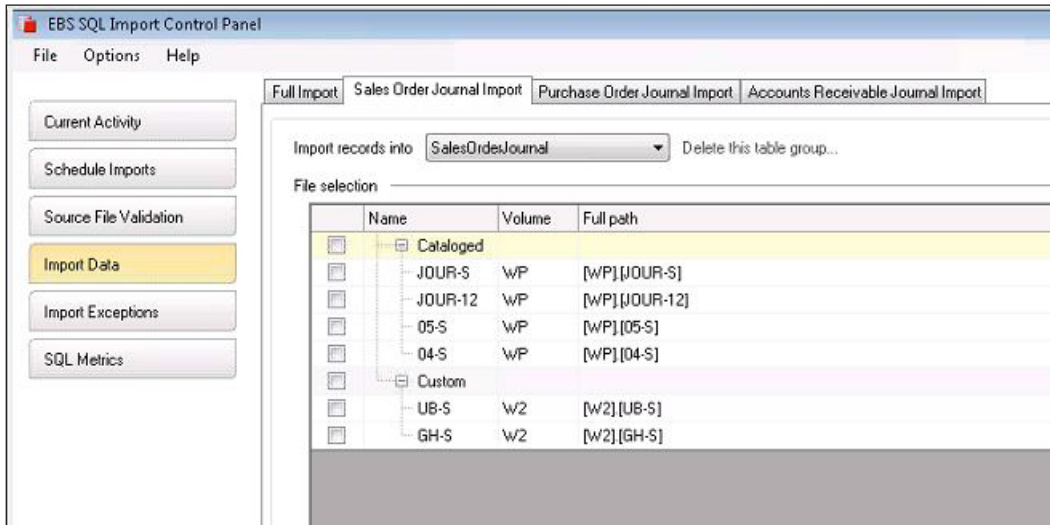 EBS SQL Import Control Panel
File Options Help
Full Import Sales Order Journal Import Purchase Order Journal Import Accounts Receivable Journal Import
Current Activity
Schedule Imports
Source File Validation
Import Data
Import Exceptions
SQL Metrics
Import records into SalesOrderJournal Delete this table group...
File selection
Name Volume Full path
Cataloged
JOUR-S WP [WP].[JOUR-S]
JOUR-12 WP [WP].[JOUR-12]
05-S WP [WP].[05-S]
04-S WP [WP].[04-S]
Custom
UB-S W2 [W2].[UB-S]
GH-S W2 [W2].[GH-S]